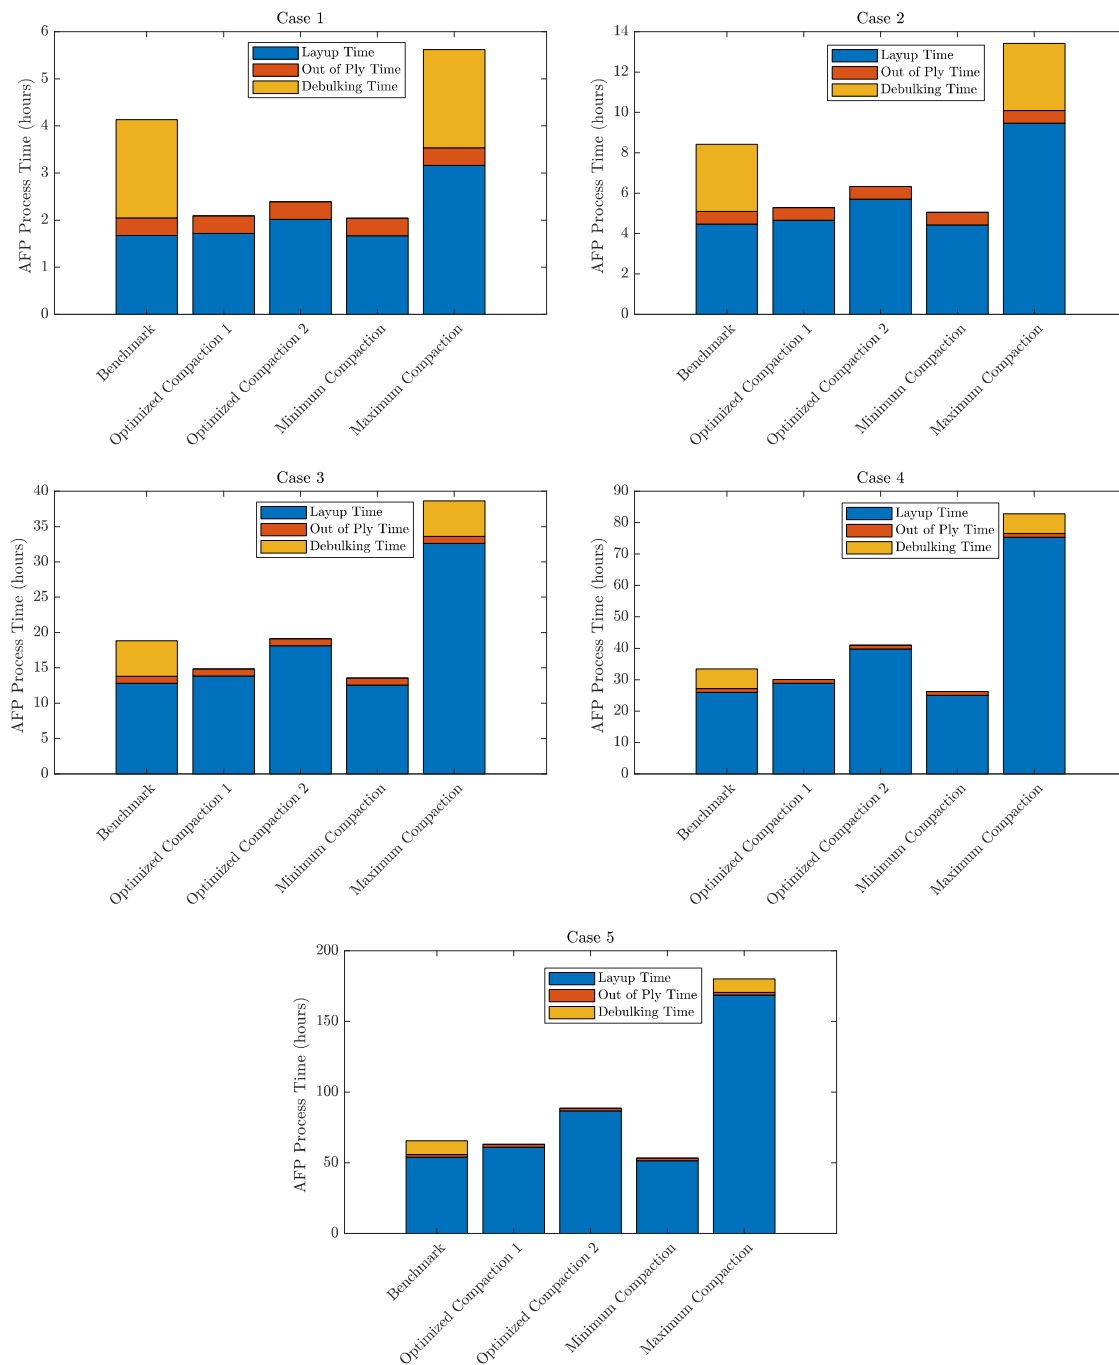 Case 1
6
5
4
3
2
1
0
AFP Process Time (hours)
Layup Time
Out of Ply Time
Debulking Time
Benchmark
Optimized Compaction 1
Optimized Compaction 2
Minimum Compaction
Maximum Compaction
Case 2
14
12
10
8
6
4
2
0
AFP Process Time (hours)
Layup Time
Out of Ply Time
Debulking Time
Benchmark
Optimized Compaction 1
Optimized Compaction 2
Minimum Compaction
Maximum Compaction
Case 3
40
35
30
25
20
15
10
5
0
AFP Process Time (hours)
Layup Time
Out of Ply Time
Debulking Time
Benchmark
Optimized Compaction 1
Optimized Compaction 2
Minimum Compaction
Maximum Compaction
Case 4
90
80
70
60
50
40
30
20
10
0
AFP Process Time (hours)
Layup Time
Out of Ply Time
Debulking Time
Benchmark
Optimized Compaction 1
Optimized Compaction 2
Minimum Compaction
Maximum Compaction
Case 5
200
150
100
50
0
AFP Process Time (hours)
Layup Time
Out of Ply Time
Debulking Time
Benchmark
Optimized Compaction 1
Optimized Compaction 2
Minimum Compaction
Maximum Compaction